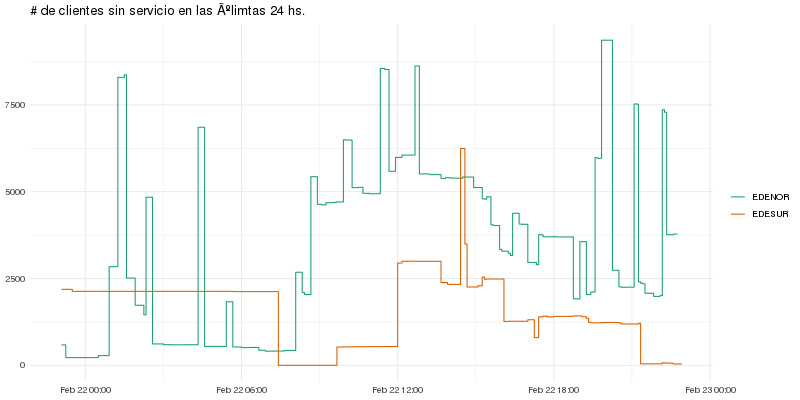 # de clientes sin servicio en las Ãºlimtas 24 hs.
7500
5000
2500
0
Feb 22 00:00
Feb 22 06:00
Feb 22 12:00
Feb 22 18:00
Feb 23 00:00
EDENOR
EDESUR